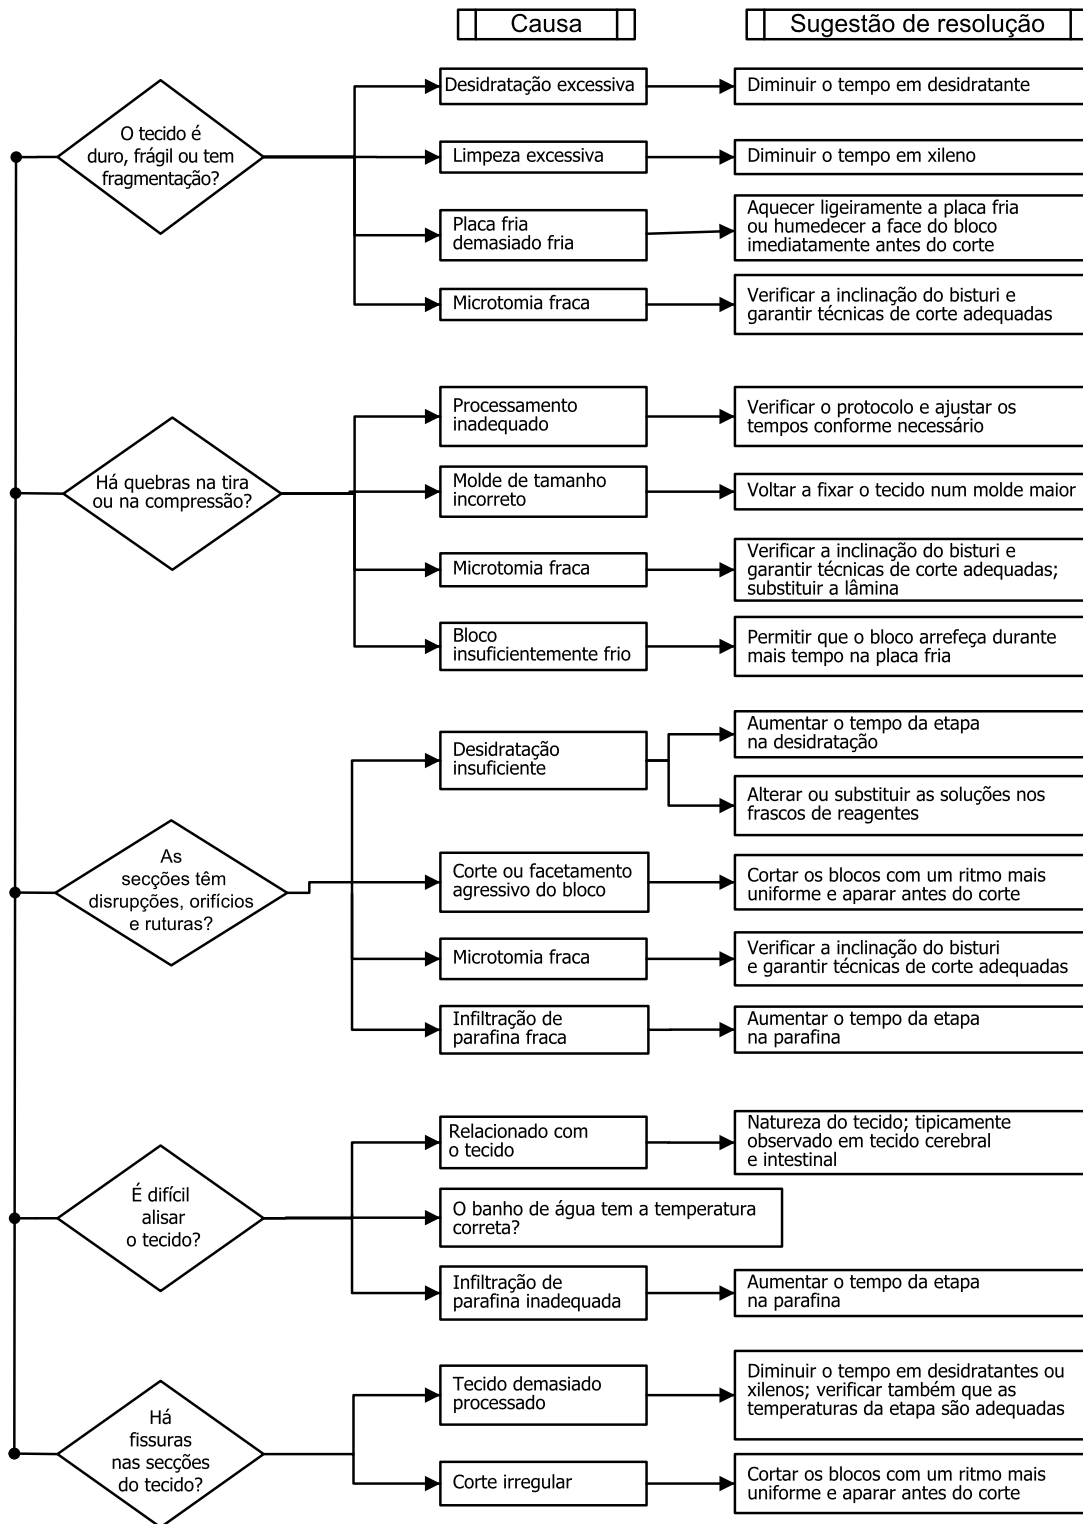 Causa
Sugestão de resolução
O tecido é
duro, frágil ou tem
fragmentação?
Desidratação excessiva
Diminuir o tempo em desidratante
Limpeza excessiva
Diminuir o tempo em xileno
Placa fria
demasiado fria
Aquecer ligeiramente a placa fria
ou humedecer a face do bloco
imediatamente antes do corte
Microtomia fraca
Verificar a inclinação do bisturi e
garantir técnicas de corte adequadas
Há quebras na tira
ou na compressão?
Processamento
inadequado
Verificar o protocolo e ajustar os
tempos conforme necessário
Molde de tamanho
incorreto
Voltar a fixar o tecido num molde maior
Microtomia fraca
Verificar a inclinação do bisturi e
garantir técnicas de corte adequadas;
substituir a lâmina
Bloco
insuficientemente frio
Permitir que o bloco arrefeça durante
mais tempo na placa fria
As
secções têm
disrupções, orifícios
e ruturas?
Desidratação
insuficiente
Aumentar o tempo da etapa
na desidratação
Alterar ou substituir as soluções nos
frascos de reagentes
Corte ou facetamento
agressivo do bloco
Cortar os blocos com um ritmo mais
uniforme e aparar antes do corte
Microtomia fraca
Verificar a inclinação do bisturi
e garantir técnicas de corte adequadas
Infiltração de
parafina fraca
Aumentar o tempo da etapa
na parafina
É difícil
alisar
o tecido?
Relacionado com
o tecido
Natureza do tecido; tipicamente
observado em tecido cerebral
e intestinal
O banho de água tem a temperatura
correta?
Infiltração de
parafina inadequada
Aumentar o tempo da etapa
na parafina
Há
fissuras
nas secções
do tecido?
Tecido demasiado
processado
Diminuir o tempo em desidratantes ou
xilenos; verificar também que as
temperaturas da etapa são adequadas
Corte irregular
Cortar os blocos com um ritmo mais
uniforme e aparar antes do corte